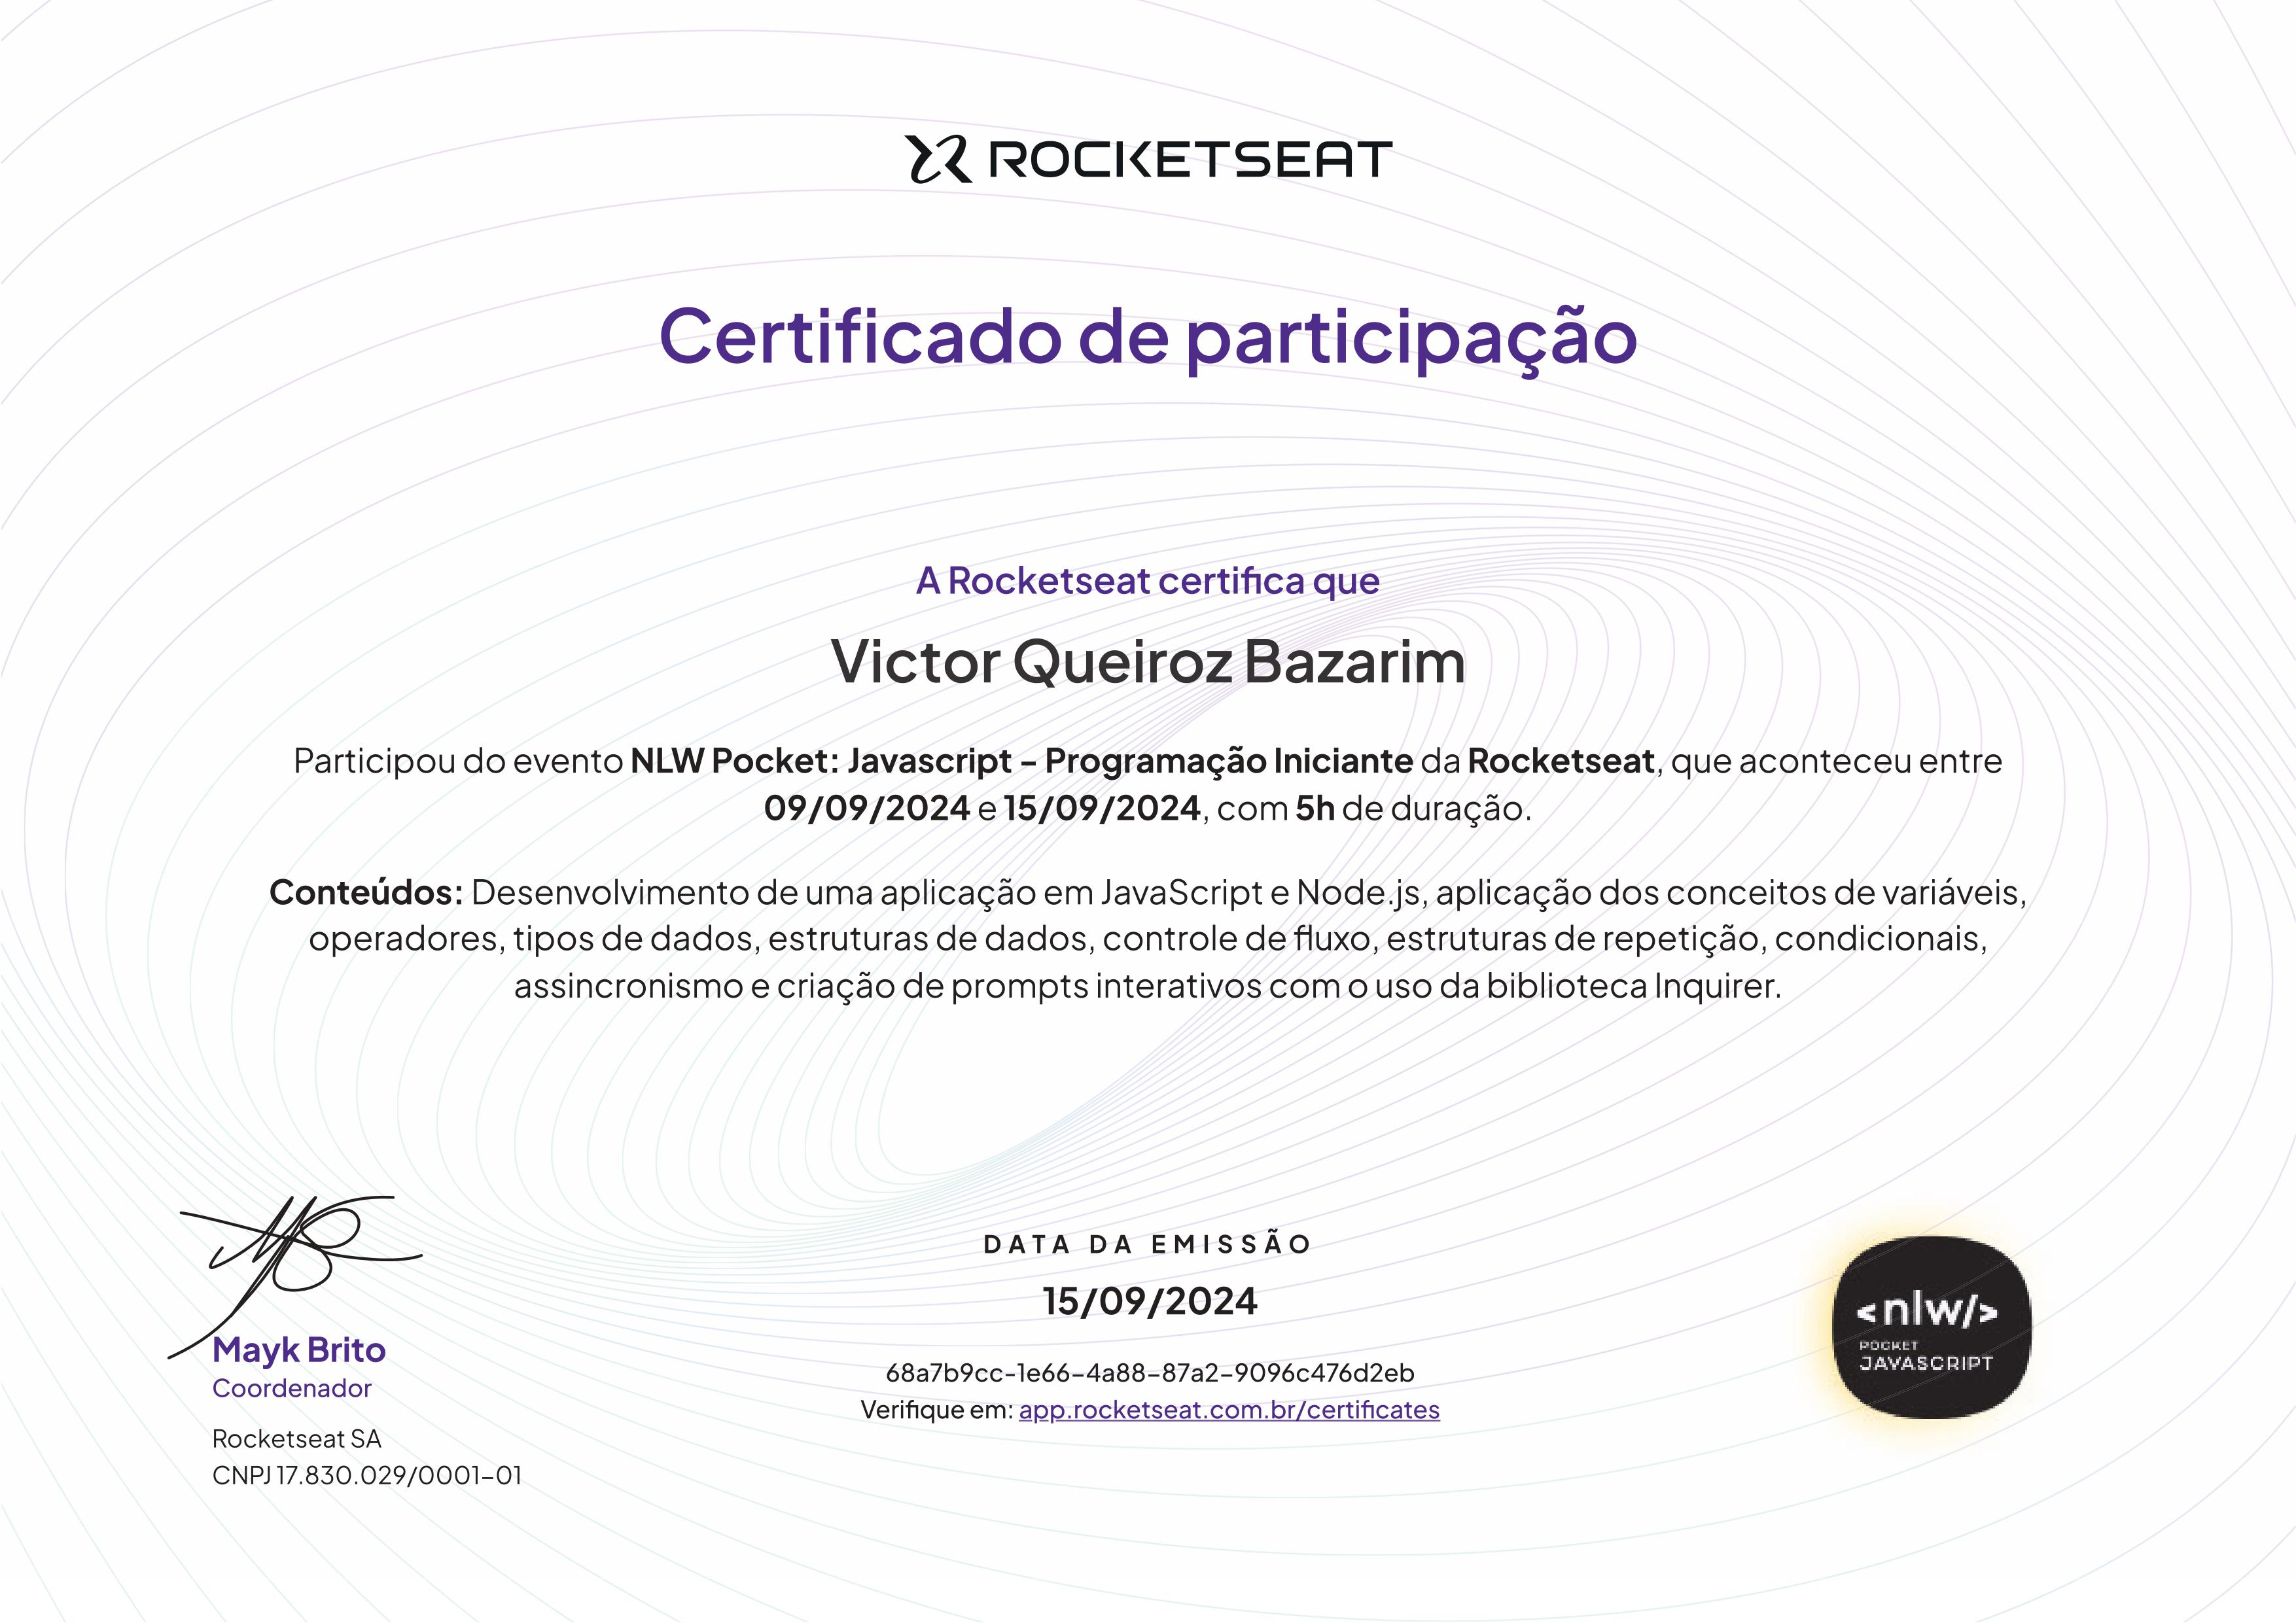 ROCKETSEAT
Certificado de participação
A Rocketseat certifica que
Victor Queiroz Bazarim
Participou do evento NLW Pocket: Javascript - Programação Iniciante da Rocketseat, que aconteceu entre
09/09/2024 e 15/09/2024, com 5h de duração.
Conteúdos: Desenvolvimento de uma aplicação em JavaScript e Node.js, aplicação dos conceitos de variáveis,
operadores, tipos de dados, estruturas de dados, controle de fluxo, estruturas de repetição, condicionais,
assincronismo e criação de prompts interativos com o uso da biblioteca Inquirer.
Mayk Brito
Coordenador
Rocketseat SA
CNPJ 17.830.029/0001-01
DATA DA EMISSÃO
15/09/2024
68a7b9cc-1e66-4a88-87a2-9096c476d2eb
Verifique em: app.rocketseat.com.br/certificates
<nlw/>
POCKET
JAVASCRIPT